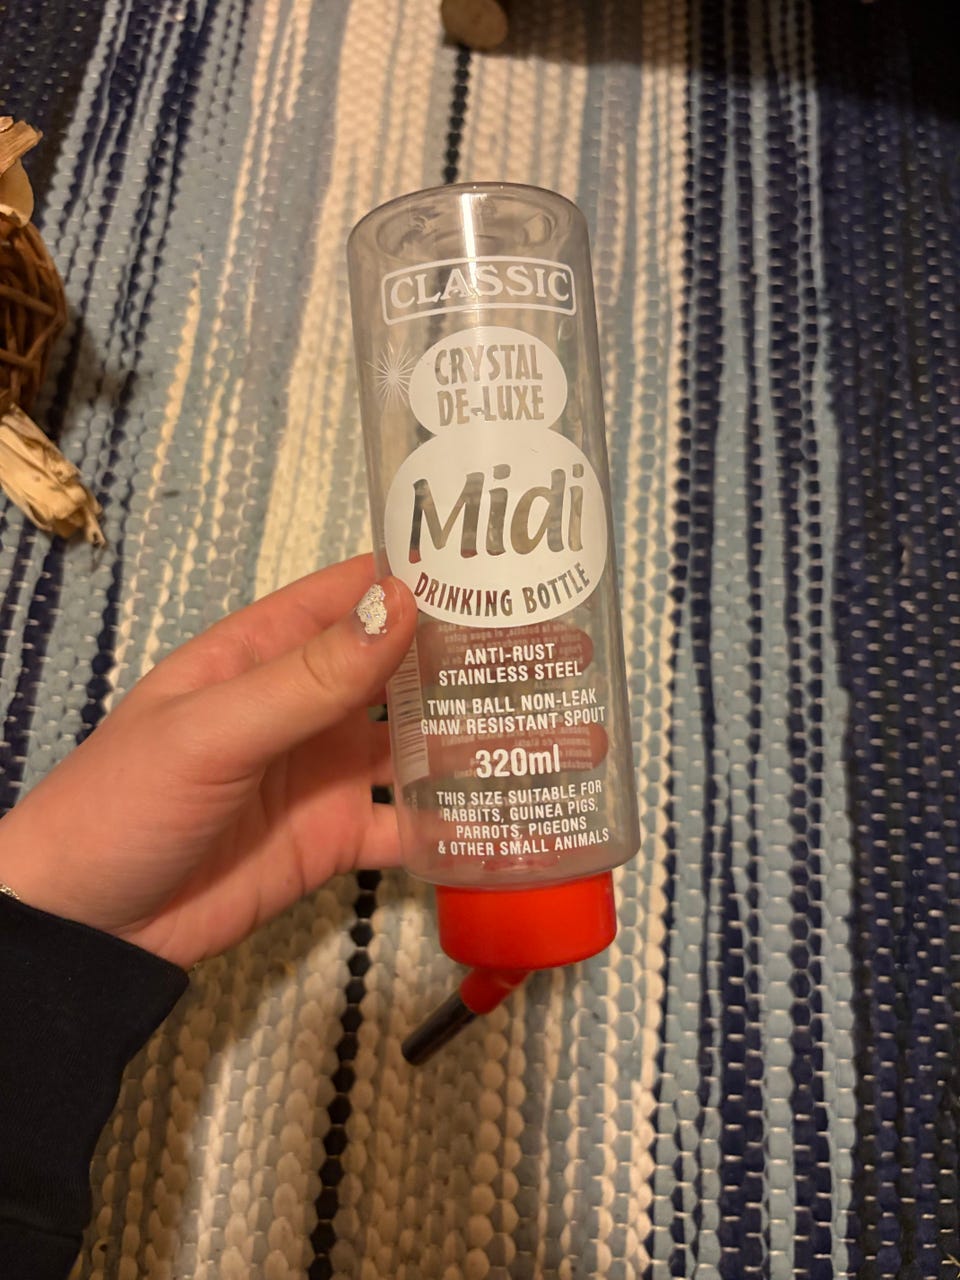 CLASSIC
CRYSTAL
DE-LUXE
Midi
DRINKING BOTTLE
ANTI-RUST
STAINLESS STEEL
TWIN BALL NON-LEAK
GNAW RESISTANT SPOUT
320ml
THIS SIZE SUITABLE FOR
RABBITS, GUINEA PIGS,
PARROTS, PIGEONS
& OTHER SMALL ANIMALS